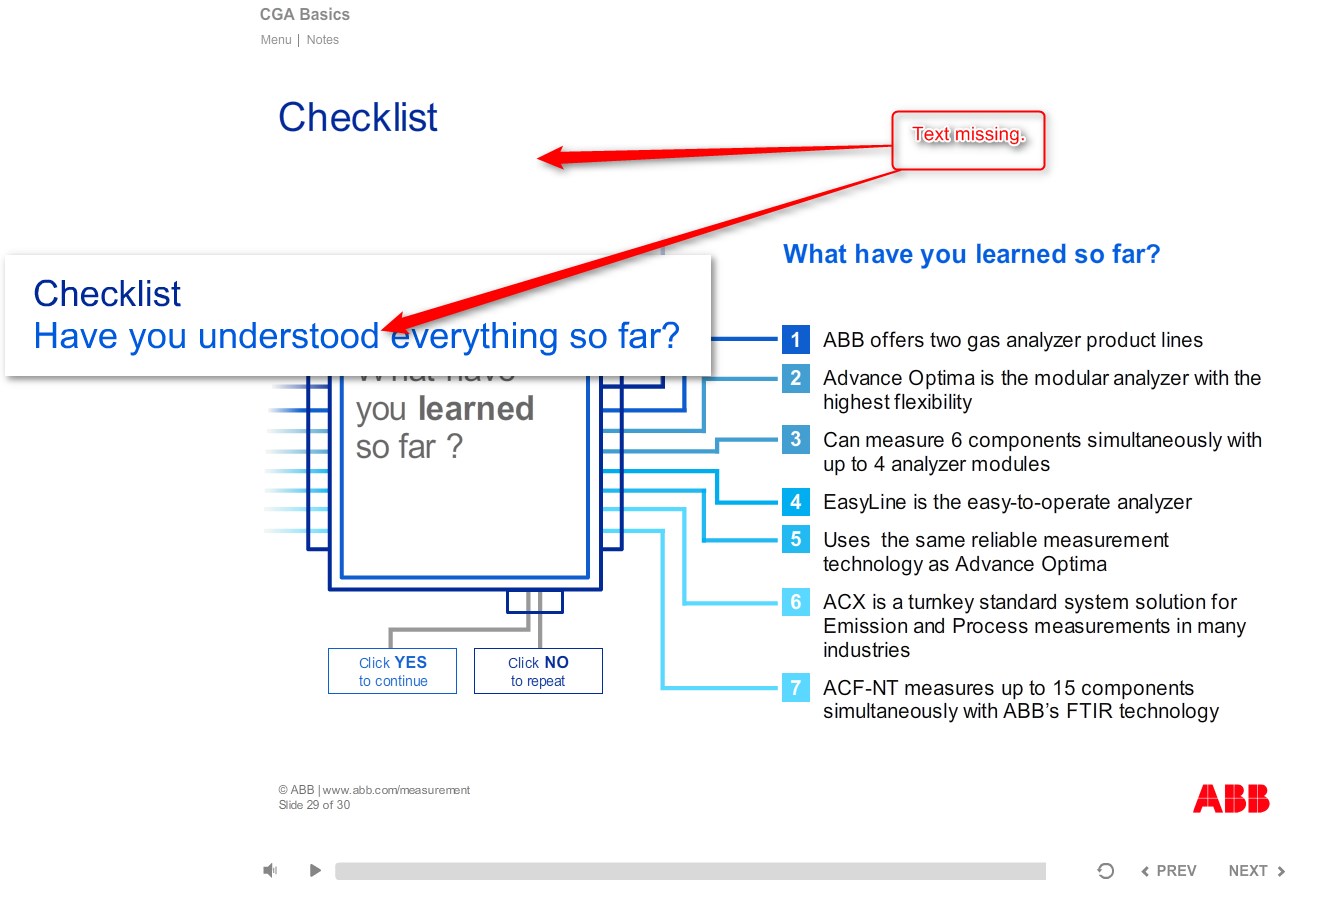 CGA Basics
Menu | Notes
Checklist
Text missing.
What have you learned so far?
Checklist
Have you understood everything so far?
What have
you learned
so far ?
1 ABB offers two gas analyzer product lines
2 Advance Optima is the modular analyzer with the
highest flexibility
3 Can measure 6 components simultaneously with
up to 4 analyzer modules
4 EasyLine is the easy-to-operate analyzer
5 Uses  the same reliable measurement
technology as Advance Optima
6 ACX is a turnkey standard system solution for
Emission and Process measurements in many
industries
7 ACF-NT measures up to 15 components
simultaneously with ABB’s FTIR technology
Click YES
to continue
Click NO
to repeat
© ABB | www.abb.com/measurement
Slide 29 of 30
ABB
PREV
NEXT